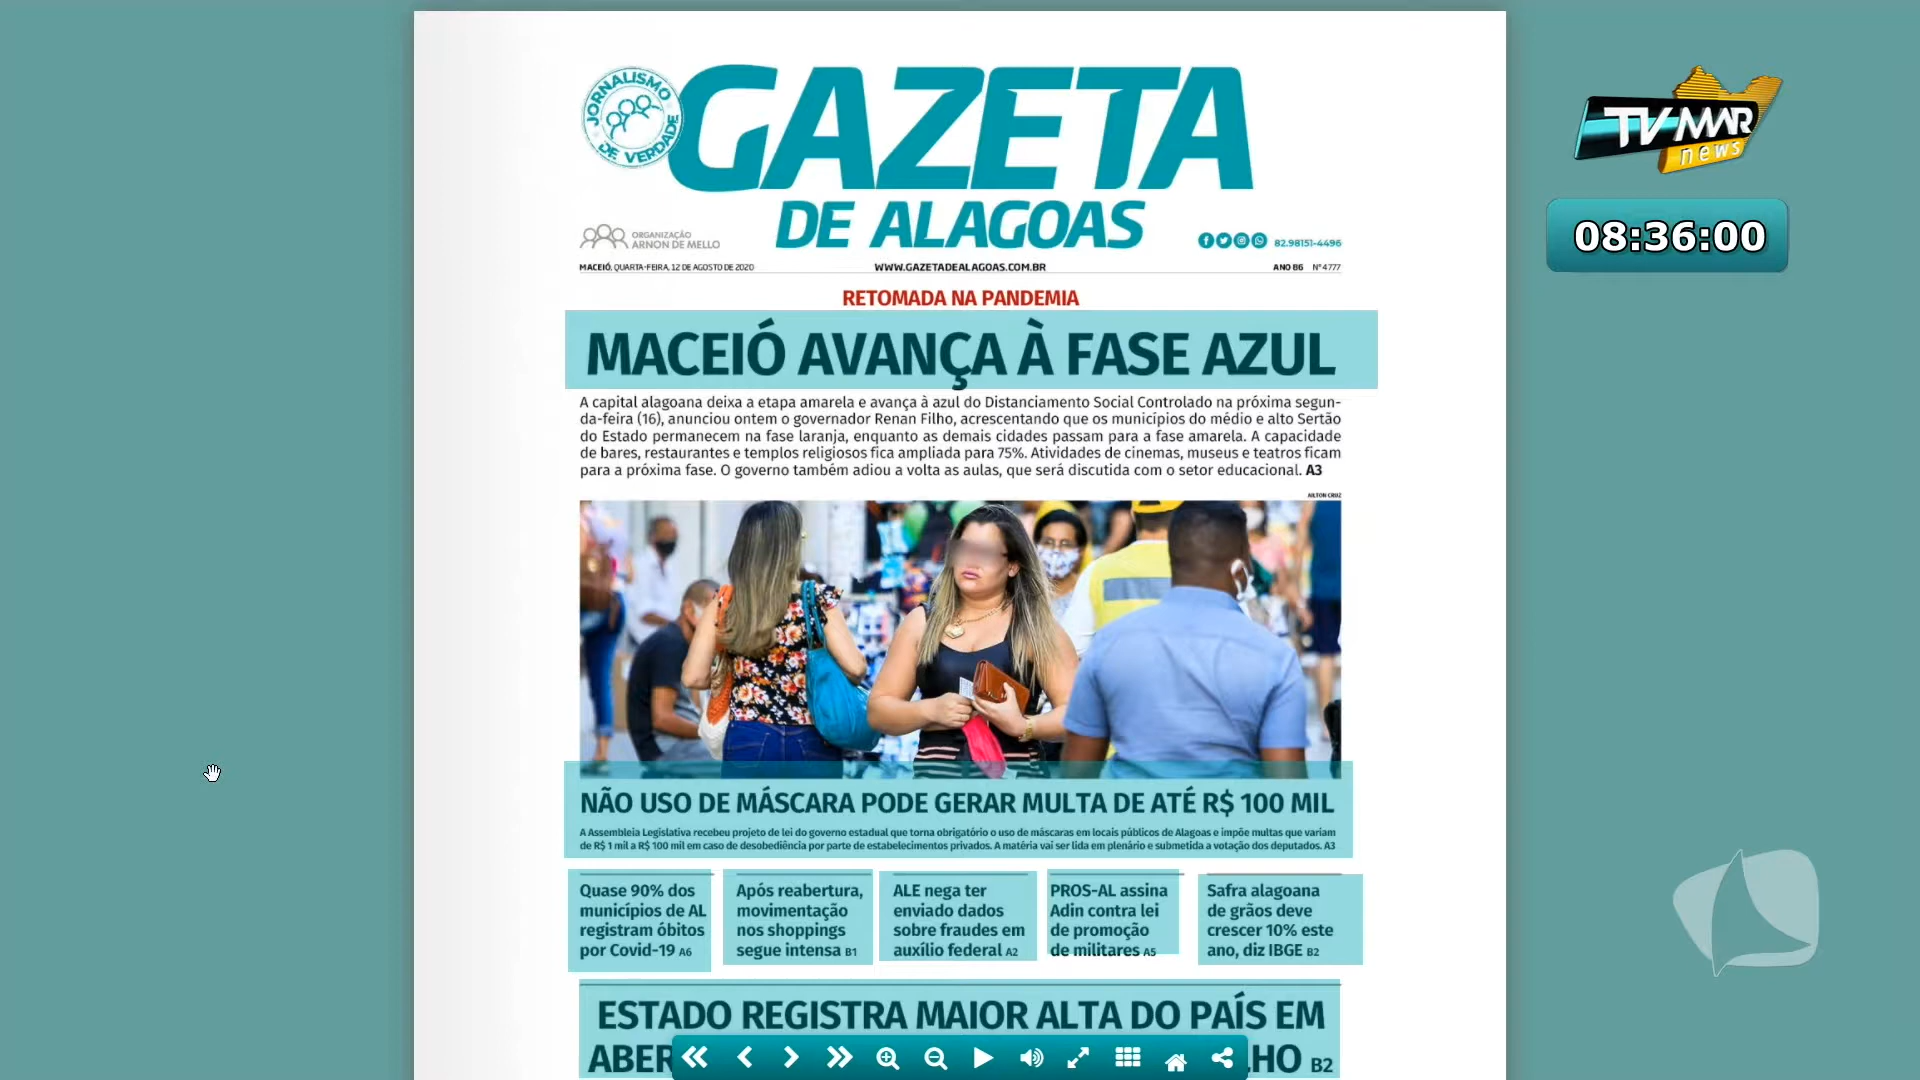 JORNALISMO DE VERDADE
GAZETA
DE ALAGOAS
ORGANIZAÇÃO
ARNON DE MELLO
82.98151-4496
MACEIÓ, QUARTA-FEIRA, 12 DE AGOSTO DE 2020 WWW.GAZETADEALAGOAS.COM.BR ANO 86 Nº 4777
RETOMADA NA PANDEMIA
MACEIÓ AVANÇA À FASE AZUL
A capital alagoana deixa a etapa amarela e avança à azul do Distanciamento Social Controlado na próxima segun-
da-feira (16), anunciou ontem o governador Renan Filho, acrescentando que os municípios do médio e alto Sertão
do Estado permanecem na fase laranja, enquanto as demais cidades passam para a fase amarela. A capacidade
de bares, restaurantes e templos religiosos fica ampliada para 75%. Atividades de cinemas, museus e teatros ficam
para a próxima fase. O governo também adiou a volta as aulas, que será discutida com o setor educacional. A3
AILTON CRUZ
NÃO USO DE MÁSCARA PODE GERAR MULTA DE ATÉ R$ 100 MIL
A Assembleia Legislativa recebeu projeto de lei do governo estadual que torna obrigatório o uso de máscaras em locais públicos de Alagoas e impõe multas que variam
de R$ 1 mil a R$ 100 mil em caso de desobediência por parte de estabelecimentos privados. A matéria vai ser lida em plenário e submetida a votação dos deputados. A3
Quase 90% dos
municípios de AL
registram óbitos
por Covid-19 A6
Após reabertura,
movimentação
nos shoppings
segue intensa B1
ALE nega ter
enviado dados
sobre fraudes em
auxílio federal A2
PROS-AL assina
Adin contra lei
de promoção
de militares A5
Safra alagoana
de grãos deve
crescer 10% este
ano, diz IBGE B2
ESTADO REGISTRA MAIOR ALTA DO PAÍS EM
ABER LHO B2
TV MAR
news
08:36:00